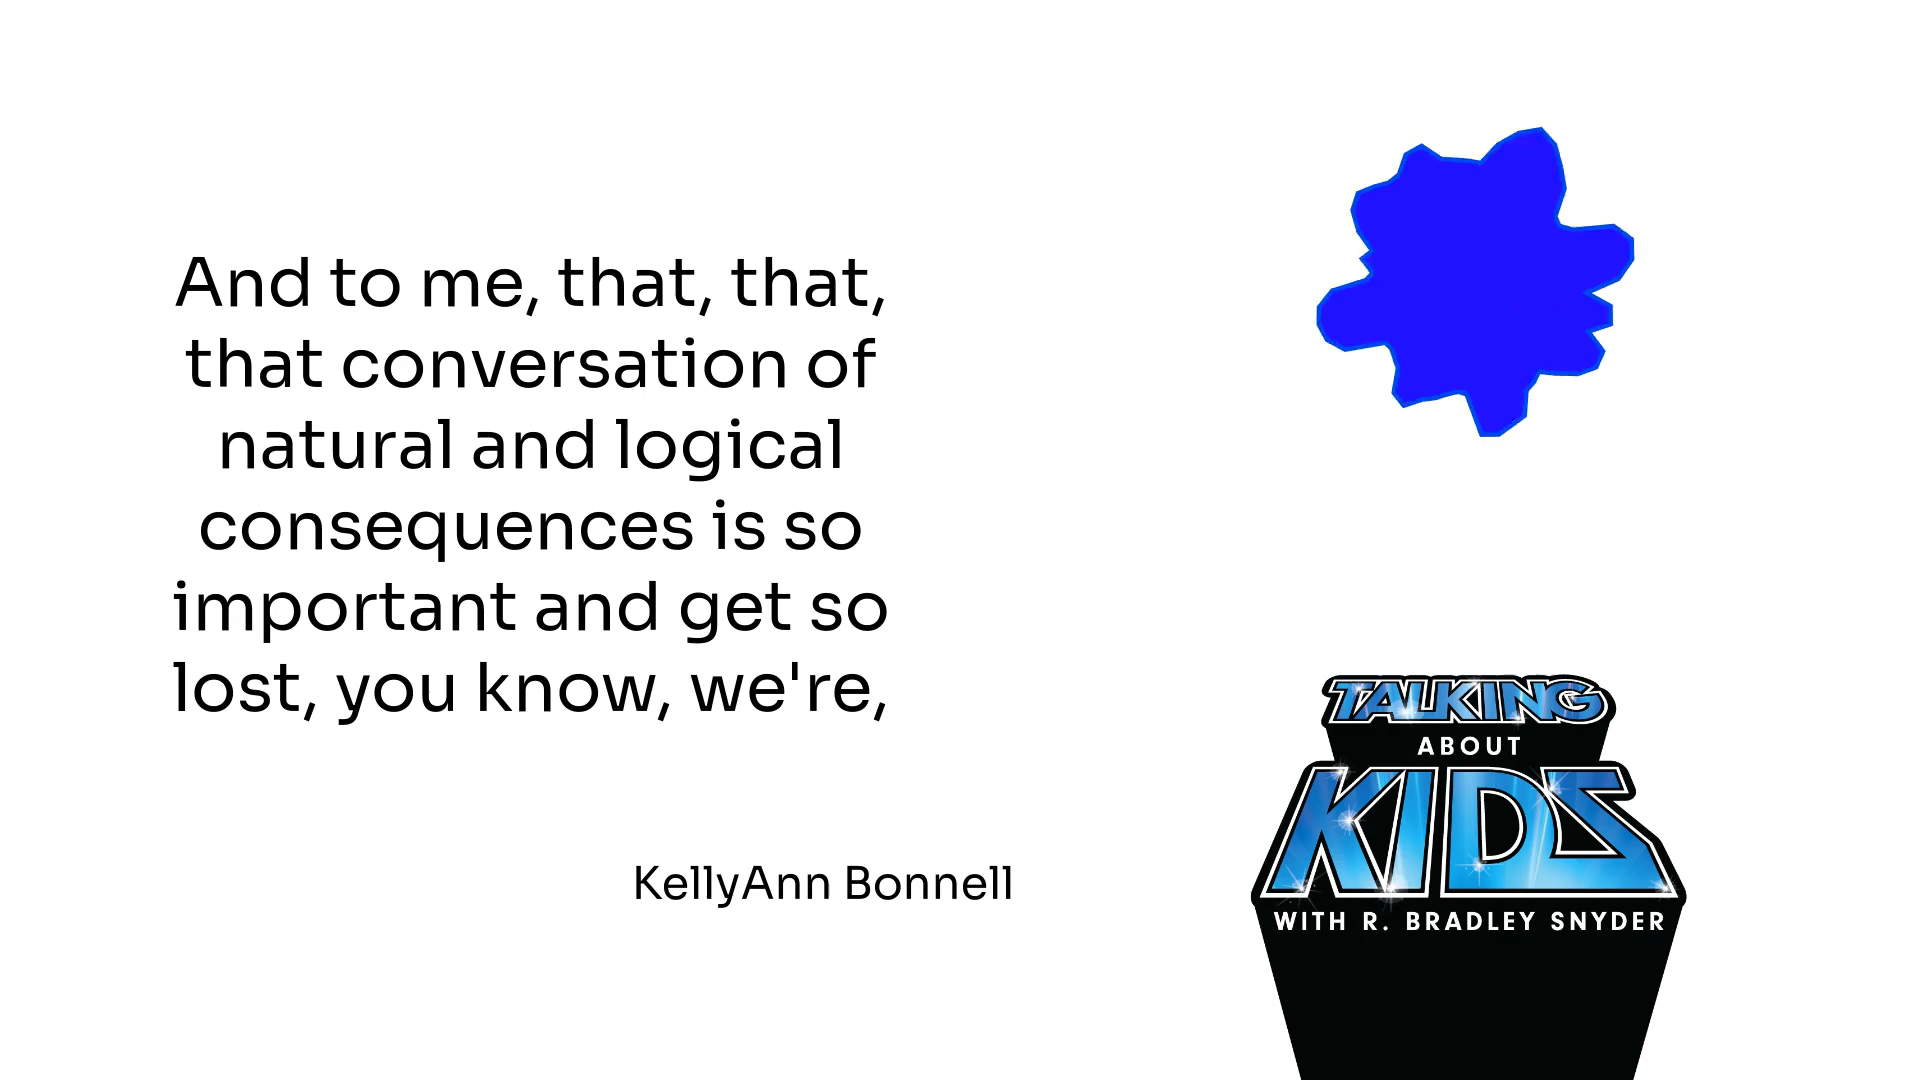 And to me, that, that,
that conversation of
natural and logical
consequences is so
important and get so
lost, you know, we're,
KellyAnn Bonnell
TALKING
ABOUT
KIDS
WITH R. BRADLEY SNYDER